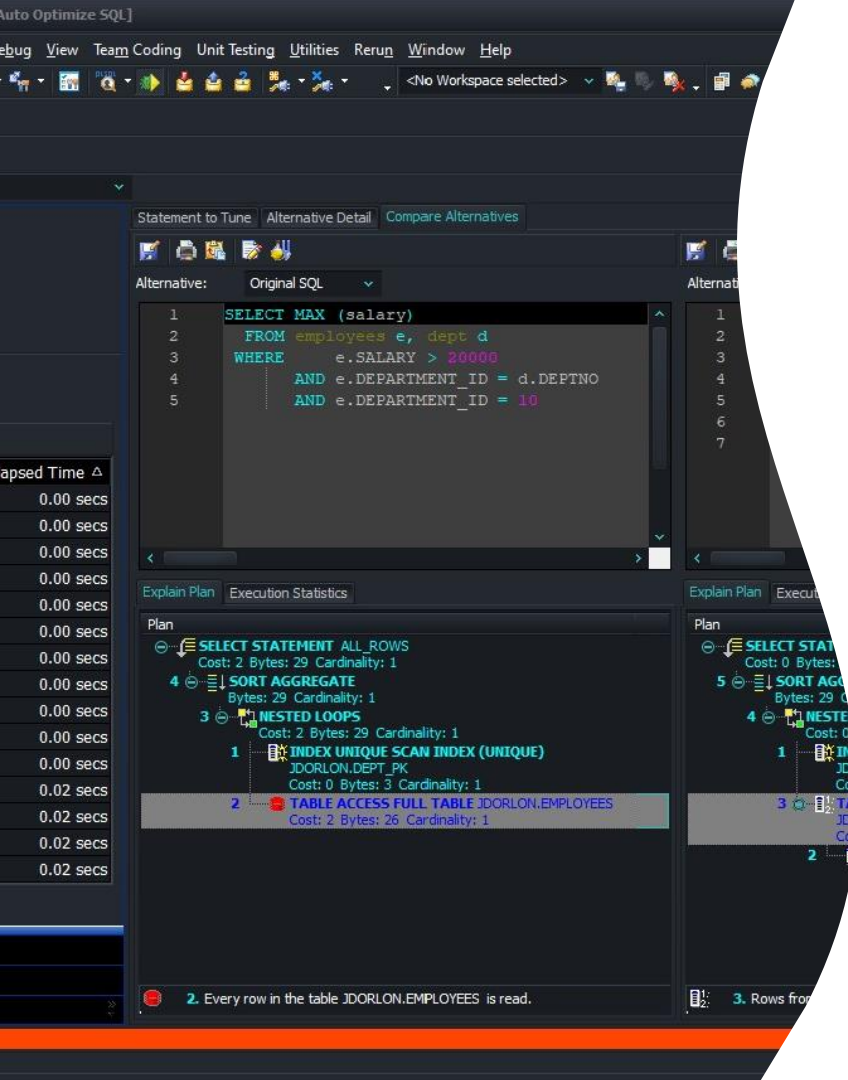 Auto Optimize SQL]
ebug View Team Coding Unit Testing Utilities Rerun Window Help
<No Workspace selected>
Statement to Tune Alternative Detail Compare Alternatives
Alternative: Original SQL
1 SELECT MAX (salary)
2 FROM employees e, dept d
3 WHERE e.SALARY > 20000
4 AND e.DEPARTMENT_ID = d.DEPTNO
5 AND e.DEPARTMENT_ID = 10
Alternati
1
2
3
4
5
6
7
apsed Time
0.00 secs
0.00 secs
0.00 secs
0.00 secs
0.00 secs
0.00 secs
0.00 secs
0.00 secs
0.00 secs
0.00 secs
0.00 secs
0.02 secs
0.02 secs
0.02 secs
0.02 secs
Explain Plan Execution Statistics
Plan
SELECT STATEMENT ALL_ROWS
Cost: 2 Bytes: 29 Cardinality: 1
4 SORT AGGREGATE
Bytes: 29 Cardinality: 1
3 NESTED LOOPS
Cost: 2 Bytes: 29 Cardinality: 1
1 INDEX UNIQUE SCAN INDEX (UNIQUE)
JDORLON.DEPT_PK
Cost: 0 Bytes: 3 Cardinality: 1
2 TABLE ACCESS FULL TABLE JDORLON.EMPLOYEES
Cost: 2 Bytes: 26 Cardinality: 1
2. Every row in the table JDORLON.EMPLOYEES is read.
Explain Plan Execut
Plan
SELECT STAT
Cost: 0 Bytes:
5 SORT AGG
Bytes: 29
4 NESTE
Cost: 0
1 IN
JD
Co
3 TA
JD
Co
2
3. Rows from